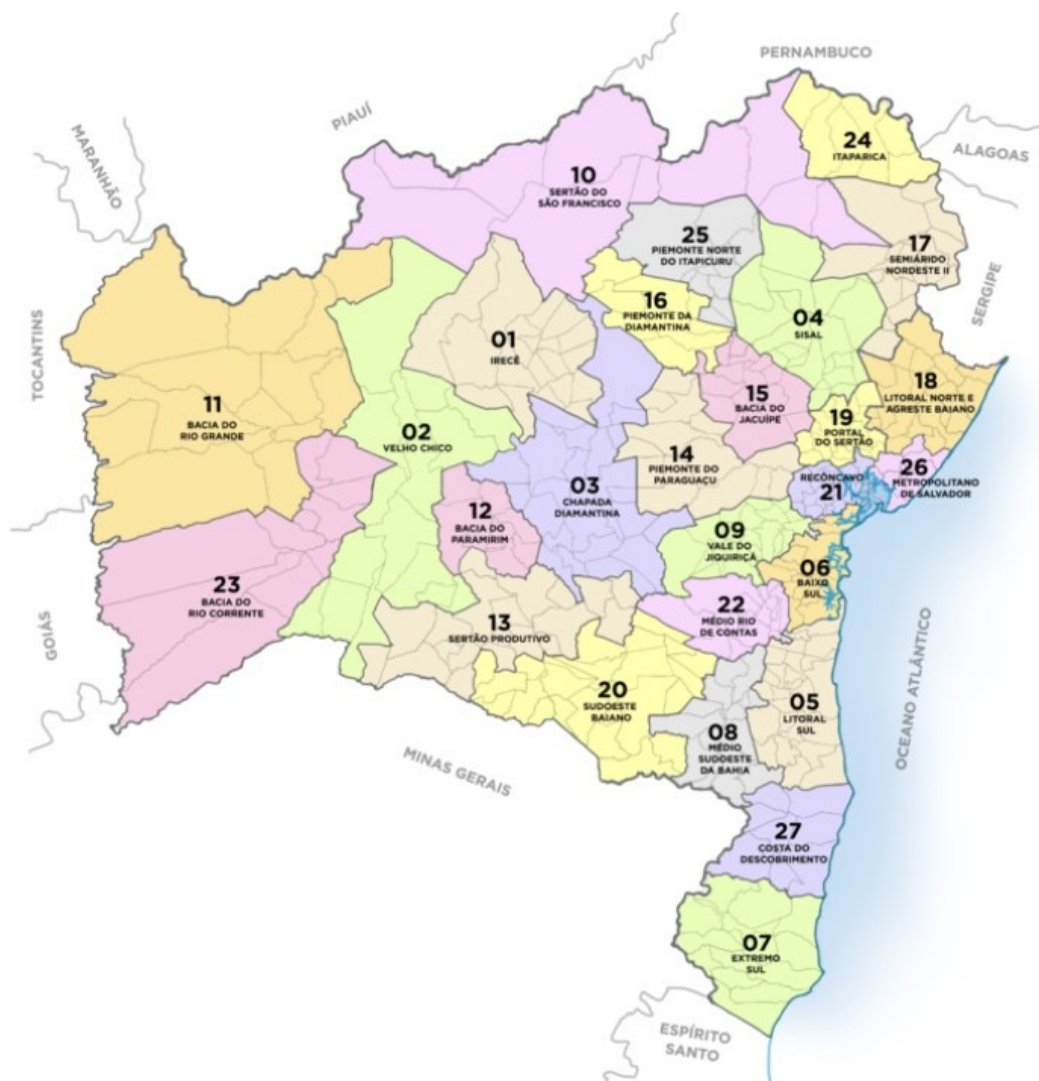 PERNAMBUCO
PIAUÍ
MARANHÃO
ALAGOAS
24
ITAPARICA
10
SERTÃO DO
SÃO FRANCISCO
25
PIEMONTE NORTE
DO ITAPICURU
17
SEMIÁRIDO
NORDESTE II
SERGIPE
16
PIEMONTE DA
DIAMANTINA
04
SISAL
01
IRECÊ
TOCANTINS
11
BACIA DO
RIO GRANDE
02
VELHO CHICO
15
BACIA DO
JACUÍPE
18
LITORAL NORTE E
AGRESTE BAIANO
19
PORTAL
DO SERTÃO
14
PIEMONTE DO
PARAGUAÇU
26
METROPOLITANO
DE SALVADOR
RECÔNCAVO
21
03
CHAPADA
DIAMANTINA
12
BACIA DO
PARAMIRIM
09
VALE DO
JIQUIRIÇÁ
06
BAIXO
SUL
23
BACIA DO
RIO CORRENTE
22
MÉDIO RIO
DE CONTAS
13
SERTÃO PRODUTIVO
GOIÁS
20
SUDOESTE
BAIANO
05
LITORAL
SUL
OCEANO ATLÂNTICO
08
MÉDIO
SUDOESTE
DA BAHIA
MINAS GERAIS
27
COSTA DO
DESCOBRIMENTO
07
EXTREMO
SUL
ESPÍRITO
SANTO